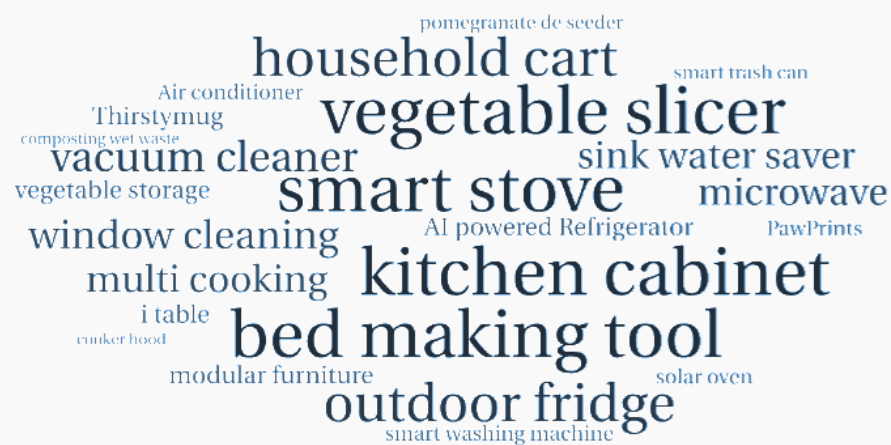 pomegranate de seeder
household cart
smart trash can
Air conditioner
vegetable slicer
Thirstymug
composting wet waste
vacuum cleaner
sink water saver
vegetable storage
smart stove
microwave
window cleaning
AI powered Refrigerator
PawPrints
multi cooking
kitchen cabinet
i table
bed making tool
modular furniture
solar oven
outdoor fridge
smart washing machine